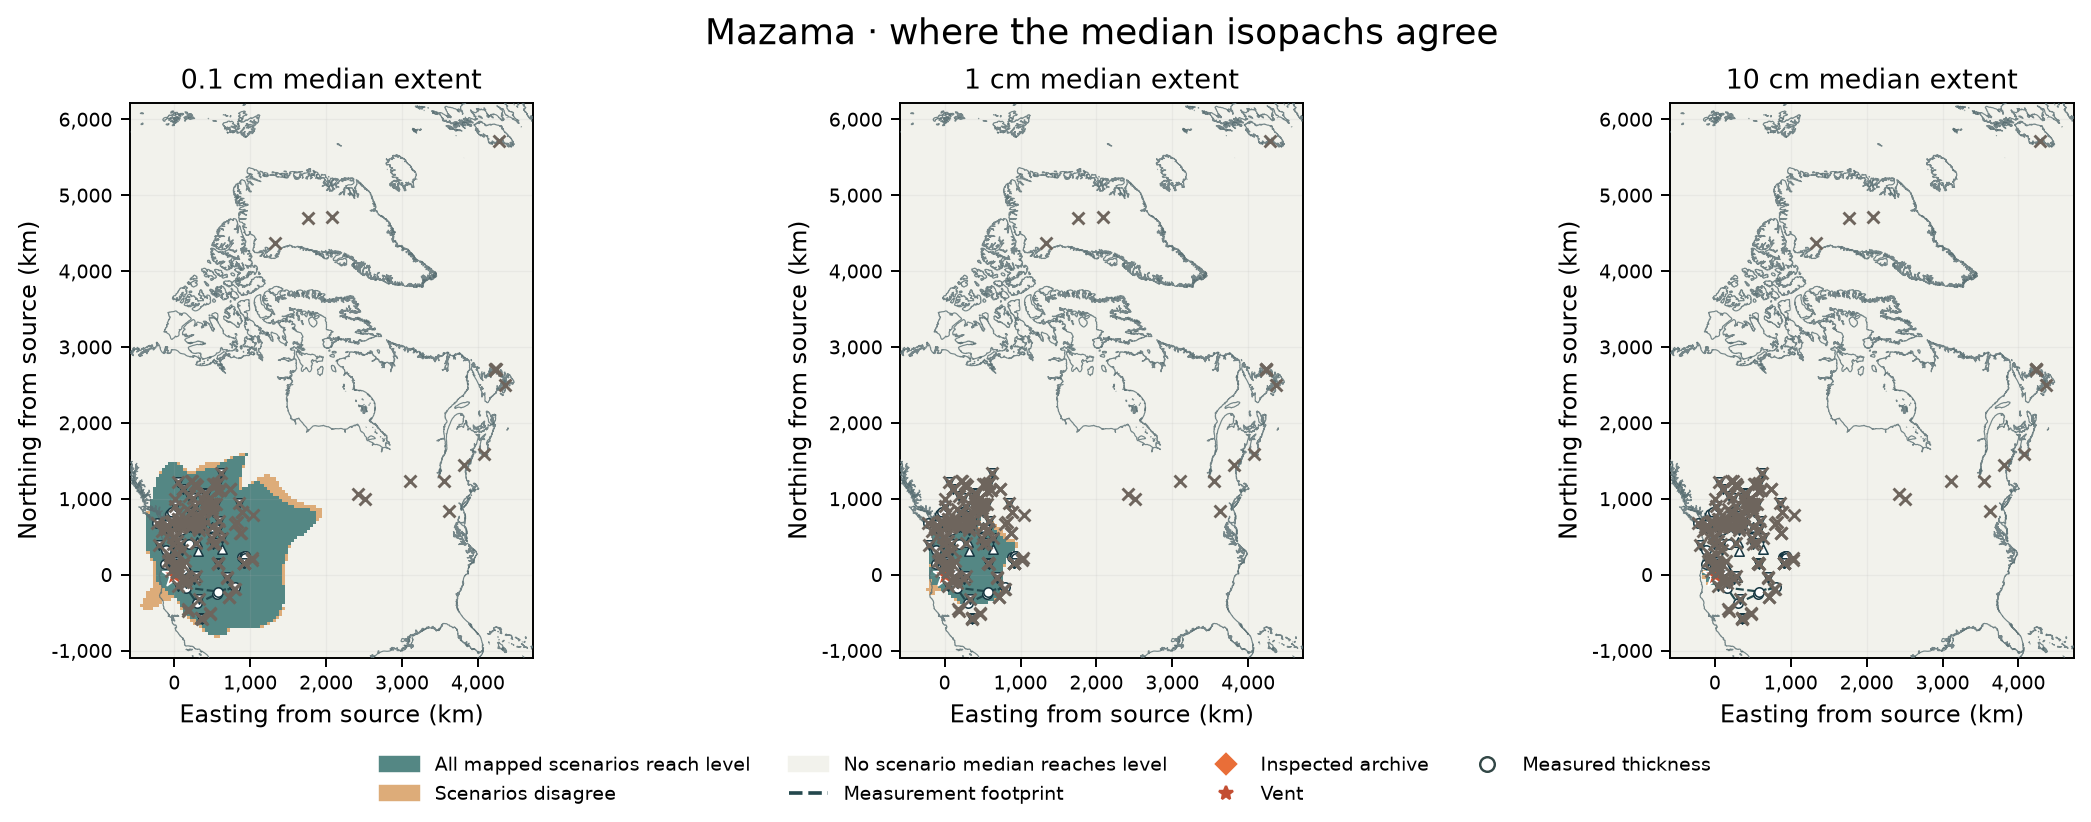 Mazama · where the median isopachs agree
0.1 cm median extent
1 cm median extent
10 cm median extent
Northing from source (km)
6,000
5,000
4,000
3,000
2,000
1,000
0
-1,000
0 1,000 2,000 3,000 4,000
Easting from source (km)
Northing from source (km)
6,000
5,000
4,000
3,000
2,000
1,000
0
-1,000
0 1,000 2,000 3,000 4,000
Easting from source (km)
Northing from source (km)
6,000
5,000
4,000
3,000
2,000
1,000
0
-1,000
0 1,000 2,000 3,000 4,000
Easting from source (km)
All mapped scenarios reach level
Scenarios disagree
No scenario median reaches level
Measurement footprint
Inspected archive
Vent
Measured thickness